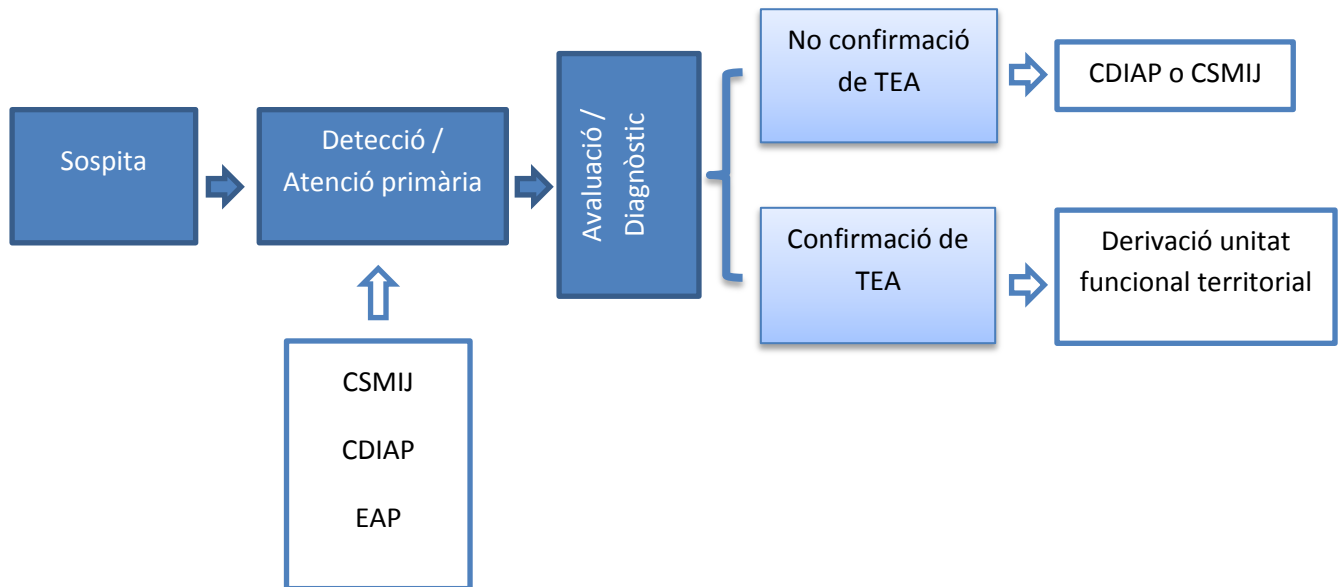 Sospita
Detecció /
Atenció primària
CSMIJ
CDIAP
EAP
Avaluació /
Diagnòstic
No confirmació
de TEA
CDIAP o CSMIJ
Confirmació de
TEA
Derivació unitat
funcional territorial